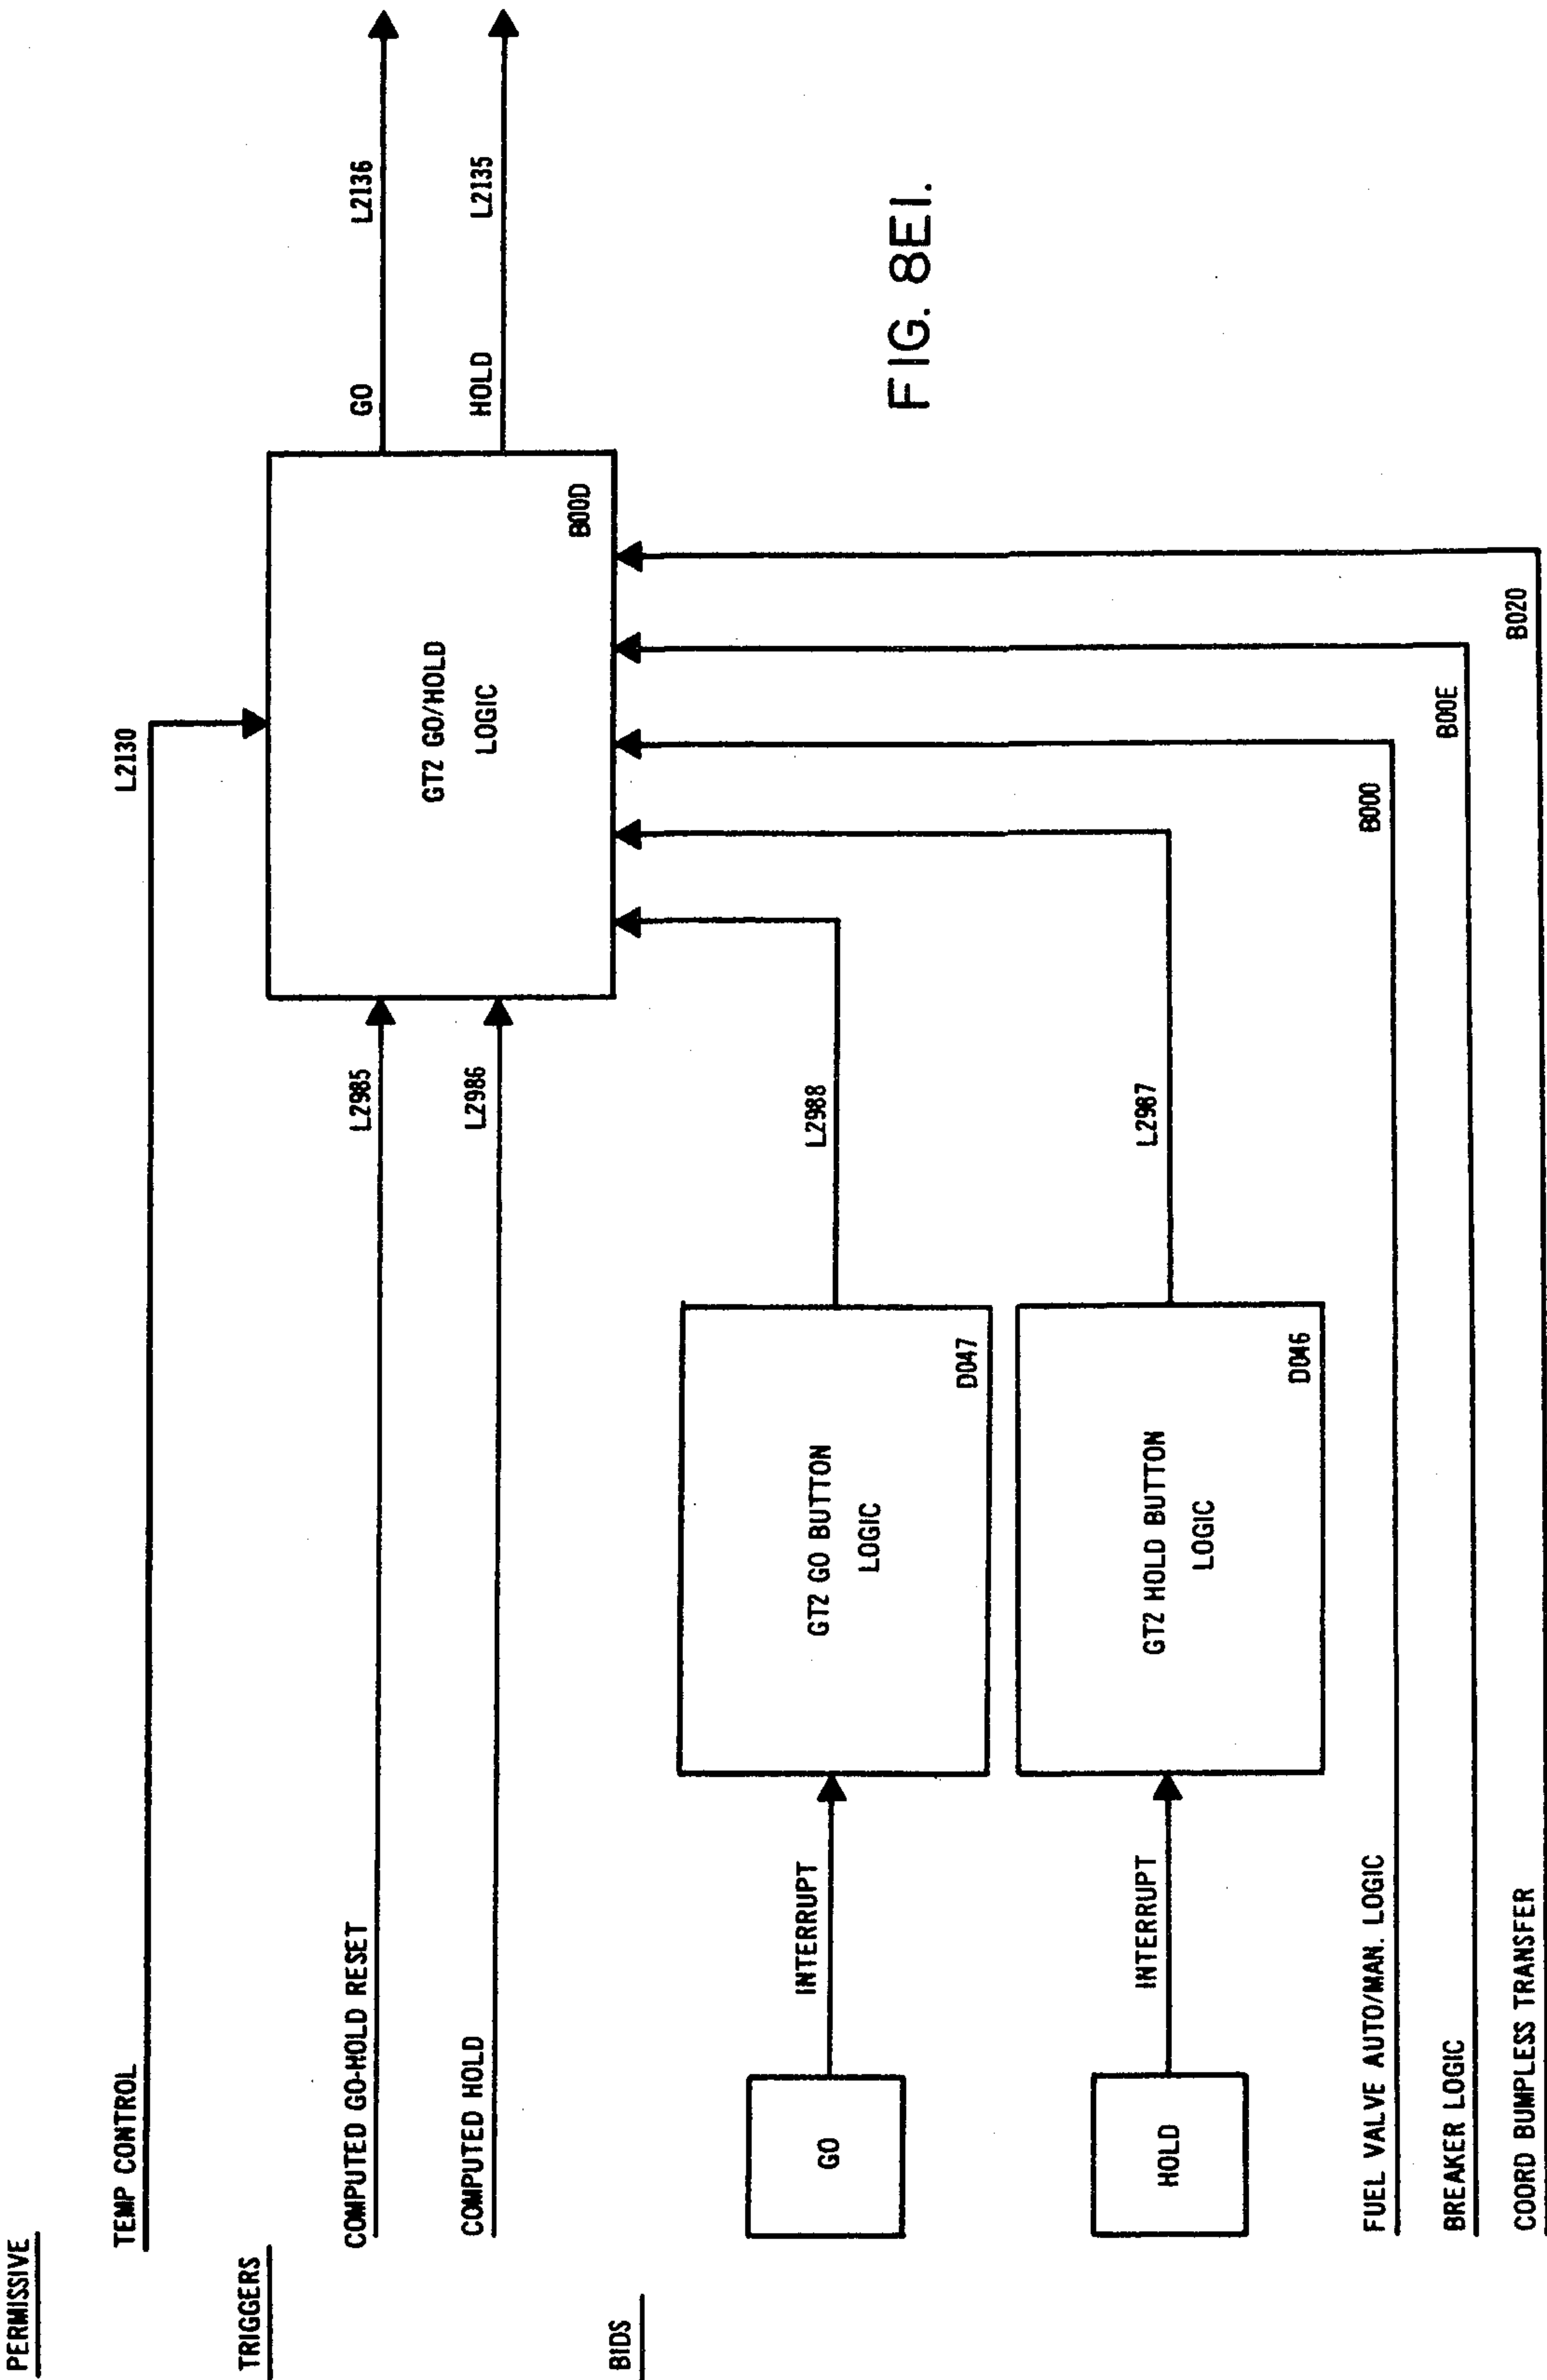 PERMISSIVE
TEMP CONTROL
L2130
TRIGGERS
COMPUTED GO-HOLD RESET
L2985
COMPUTED HOLD
L2986
GT2 GO/HOLD
LOGIC
B00D
GO
L2136
HOLD
L2135
BIDS
GO
INTERRUPT
GT2 GO BUTTON
LOGIC
D047
L2988
HOLD
INTERRUPT
GT2 HOLD BUTTON
LOGIC
D046
L2987
FUEL VALVE AUTO/MAN. LOGIC
B000
BREAKER LOGIC
B00E
COORD BUMPLESS TRANSFER
B020
FIG. 8E1.